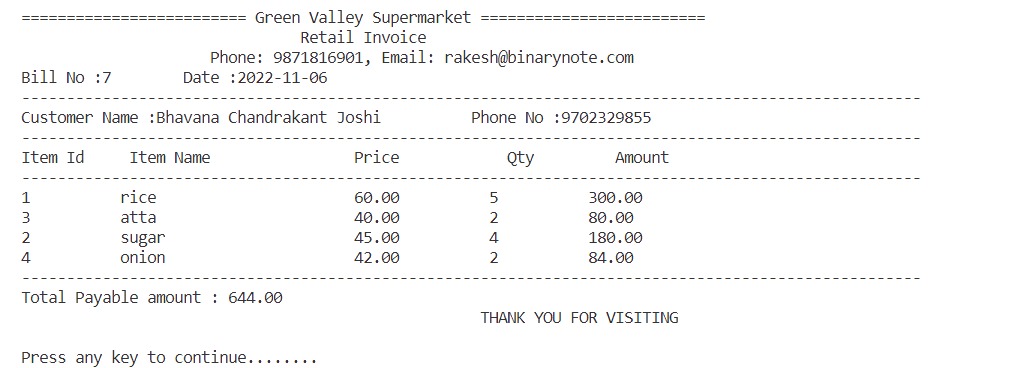 ========================= Green Valley Supermarket =========================
Retail Invoice
Phone: 9871816901, Email: rakesh@binarynote.com
Bill No :7 Date :2022-11-06
----------------------------------------------------------------------------------------------------
Customer Name :Bhavana Chandrakant Joshi Phone No :9702329855
----------------------------------------------------------------------------------------------------
Item Id Item Name Price Qty Amount
----------------------------------------------------------------------------------------------------
1 rice 60.00 5 300.00
3 atta 40.00 2 80.00
2 sugar 45.00 4 180.00
4 onion 42.00 2 84.00
----------------------------------------------------------------------------------------------------
Total Payable amount : 644.00
THANK YOU FOR VISITING
Press any key to continue........